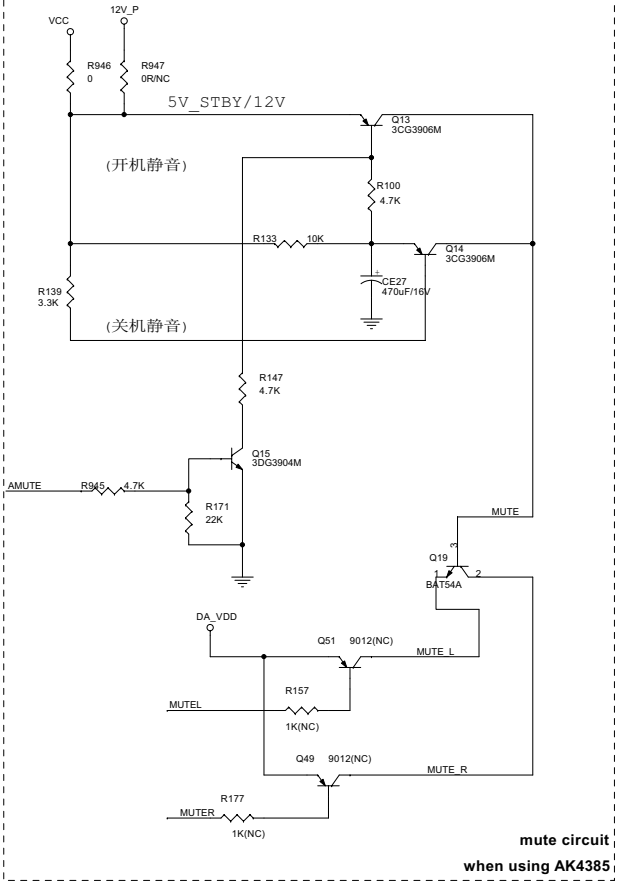 12V_P
VCC
R946
0
R947
0R/NC
5V_STBY/12V
Q13
3CG3906M
(开机静音)
R100
4.7K
R133 10K
Q14
3CG3906M
+
CE27
470uF/16V
R139
3.3K
(关机静音)
R147
4.7K
Q15
3DG3904M
AMUTE
R945 4.7K
R171
22K
MUTE
3
Q19
1
2
BAT54A
DA_VDD
Q51 9012(NC)
MUTE_L
R157
MUTEL
1K(NC)
Q49 9012(NC)
MUTE_R
R177
MUTER
1K(NC)
mute circuit
when using AK4385